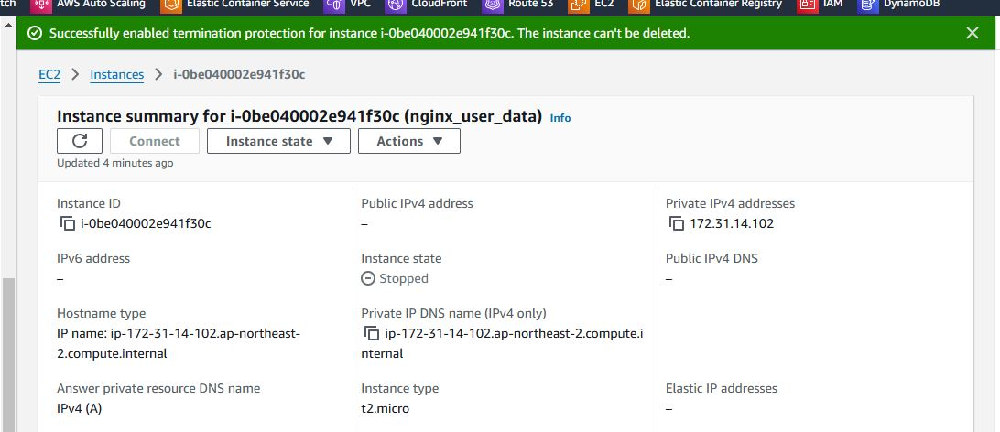 tch AWS Auto Scaling Elastic Container Service VPC CloudFront Route 53 EC2 Elastic Container Registry IAM DynamoDB
Successfully enabled termination protection for instance i-0be040002e941f30c. The instance can't be deleted.
EC2 > Instances > i-0be040002e941f30c
Instance summary for i-0be040002e941f30c (nginx_user_data) Info
Connect Instance state Actions
Updated 4 minutes ago
Instance ID Public IPv4 address Private IPv4 addresses
i-0be040002e941f30c – 172.31.14.102
IPv6 address Instance state Public IPv4 DNS
– Stopped –
Hostname type Private IP DNS name (IPv4 only)
IP name: ip-172-31-14-102.ap-northeast- ip-172-31-14-102.ap-northeast-2.compute.i
2.compute.internal nternal
Answer private resource DNS name Instance type Elastic IP addresses
IPv4 (A) t2.micro –